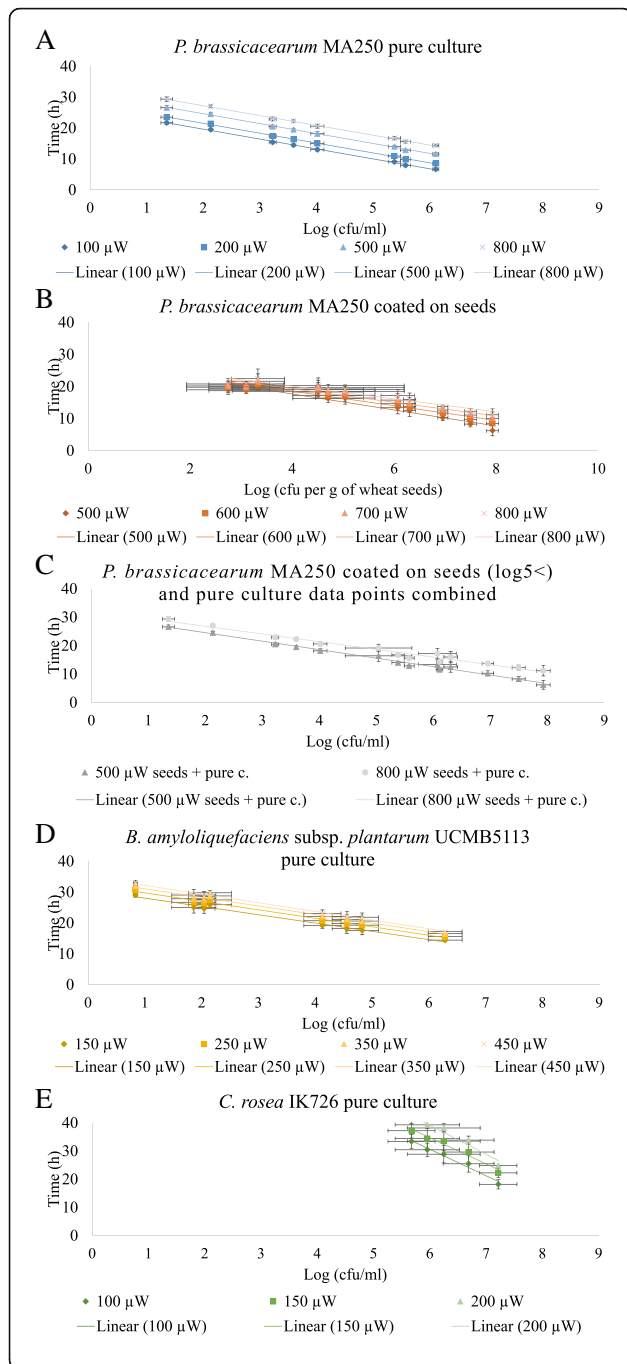 A
P. brassicacearum MA250 pure culture
40
30
20
10
0
Time (h)
0 1 2 3 4 5 6 7 8 9
Log (cfu/ml)
100 µW 200 µW 500 µW 800 µW
Linear (100 µW) Linear (200 µW) Linear (500 µW) Linear (800 µW)
B
P. brassicacearum MA250 coated on seeds
40
30
20
10
0
Time (h)
0 2 4 6 8 10
Log (cfu per g of wheat seeds)
500 µW 600 µW 700 µW 800 µW
Linear (500 µW) Linear (600 µW) Linear (700 µW) Linear (800 µW)
C
P. brassicacearum MA250 coated on seeds (log5<)
and pure culture data points combined
40
30
20
10
0
Time (h)
0 1 2 3 4 5 6 7 8 9
Log (cfu/ml)
500 µW seeds + pure c. 800 µW seeds + pure c.
Linear (500 µW seeds + pure c.) Linear (800 µW seeds + pure c.)
D
B. amyloliquefaciens subsp. plantarum UCMB5113
pure culture
40
30
20
10
0
Time (h)
0 1 2 3 4 5 6 7 8 9
Log (cfu/ml)
150 µW 250 µW 350 µW 450 µW
Linear (150 µW) Linear (250 µW) Linear (350 µW) Linear (450 µW)
E
C. rosea IK726 pure culture
40
30
20
10
0
Time (h)
0 1 2 3 4 5 6 7 8 9
Log (cfu/ml)
100 µW 150 µW 200 µW
Linear (100 µW) Linear (150 µW) Linear (200 µW)